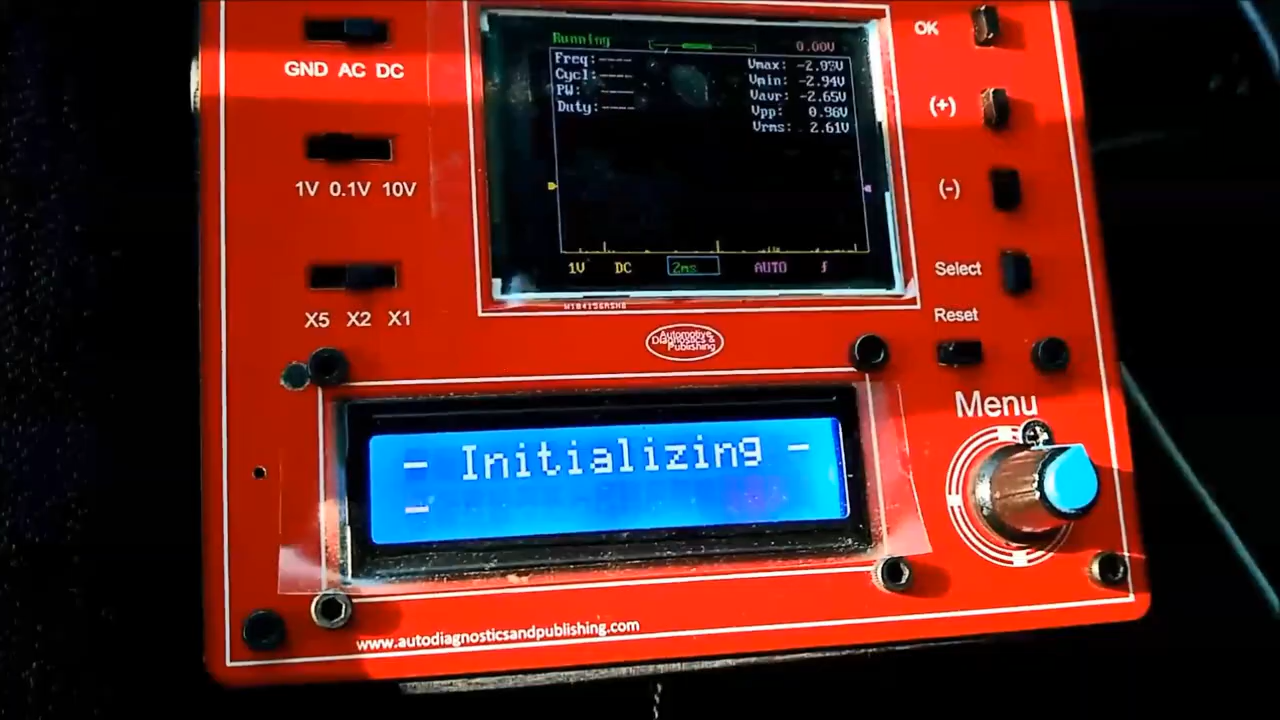 GND AC DC
1V 0.1V 10V
X5 X2 X1
Running
0.00V
Freq:----
Cycl:----
PW: ----
Duty:----
Vmax: -2.93V
Vmin: -2.94V
Vavr: -2.65V
Vpp: 0.96V
Vrms: 2.61V
1V DC 2ms AUTO
OK
(+)
(-)
Select
Reset
Automotive
Diagnostics &
Publishing
Menu
- Initializing -
-
www.autodiagnosticsandpublishing.com